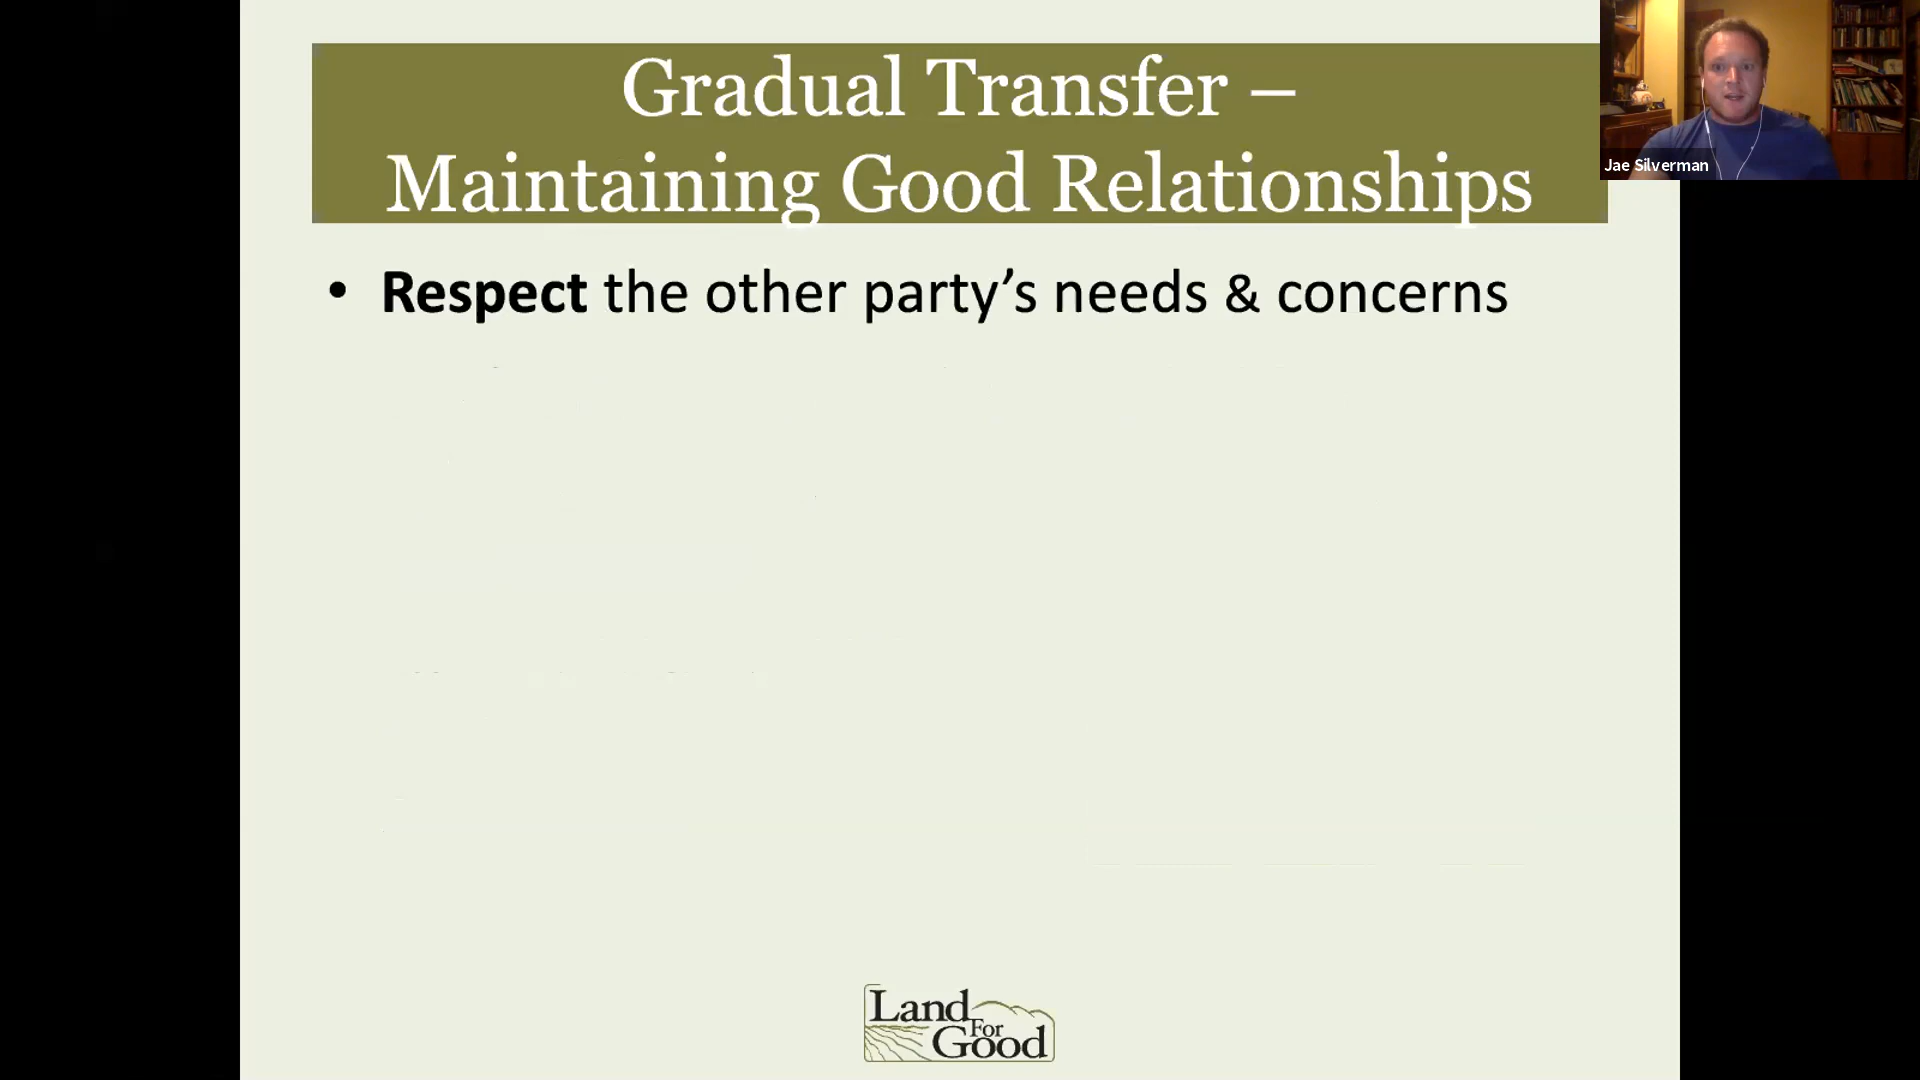 Gradual Transfer –
Maintaining Good Relationships
Jae Silverman
• Respect the other party’s needs & concerns
Land
For
Good